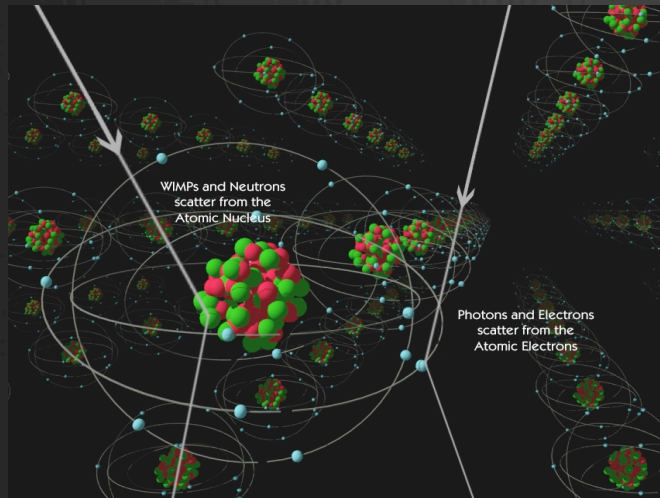 WIMPs and Neutrons
scatter from the
Atomic Nucleus
Photons and Electrons
scatter from the
Atomic Electrons